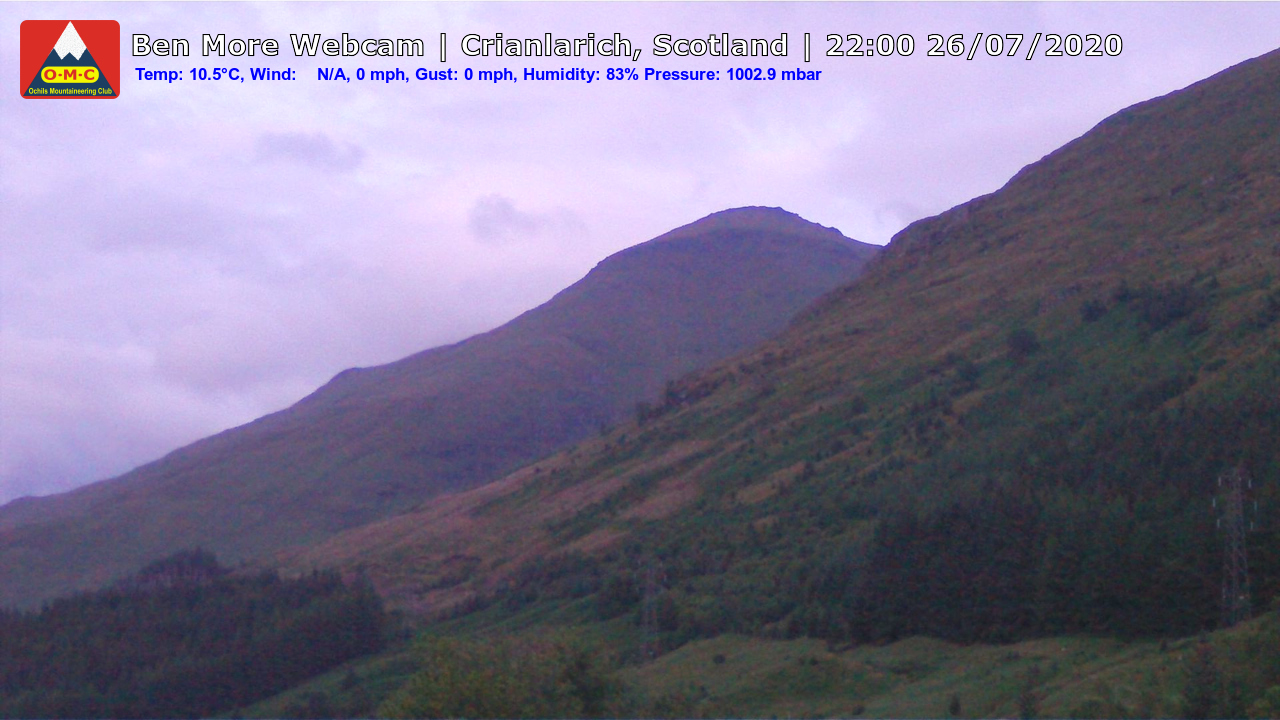 Ben More Webcam | Crianlarich, Scotland | 22:00 26/07/2020
Temp: 10.5°C, Wind: N/A, 0 mph, Gust: 0 mph, Humidity: 83% Pressure: 1002.9 mbar
O·M·C
Ochils Mountaineering Club